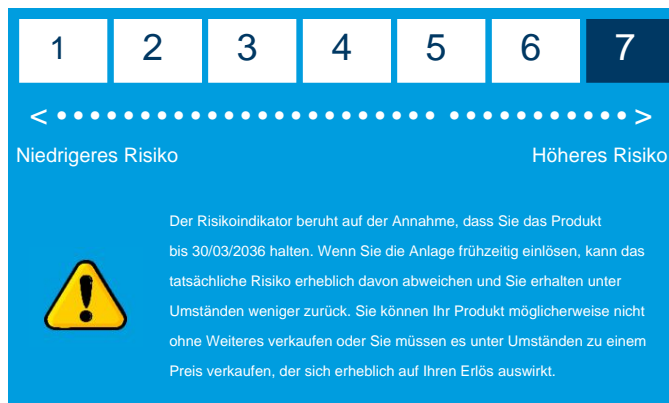 1 2 3 4 5 6 7
< >
Niedrigeres Risiko Höheres Risiko
Der Risikoindikator beruht auf der Annahme, dass Sie das Produkt
bis 30/03/2036 halten. Wenn Sie die Anlage frühzeitig einlösen, kann das
tatsächliche Risiko erheblich davon abweichen und Sie erhalten unter
Umständen weniger zurück. Sie können Ihr Produkt möglicherweise nicht
ohne Weiteres verkaufen oder Sie müssen es unter Umständen zu einem
Preis verkaufen, der sich erheblich auf Ihren Erlös auswirkt.